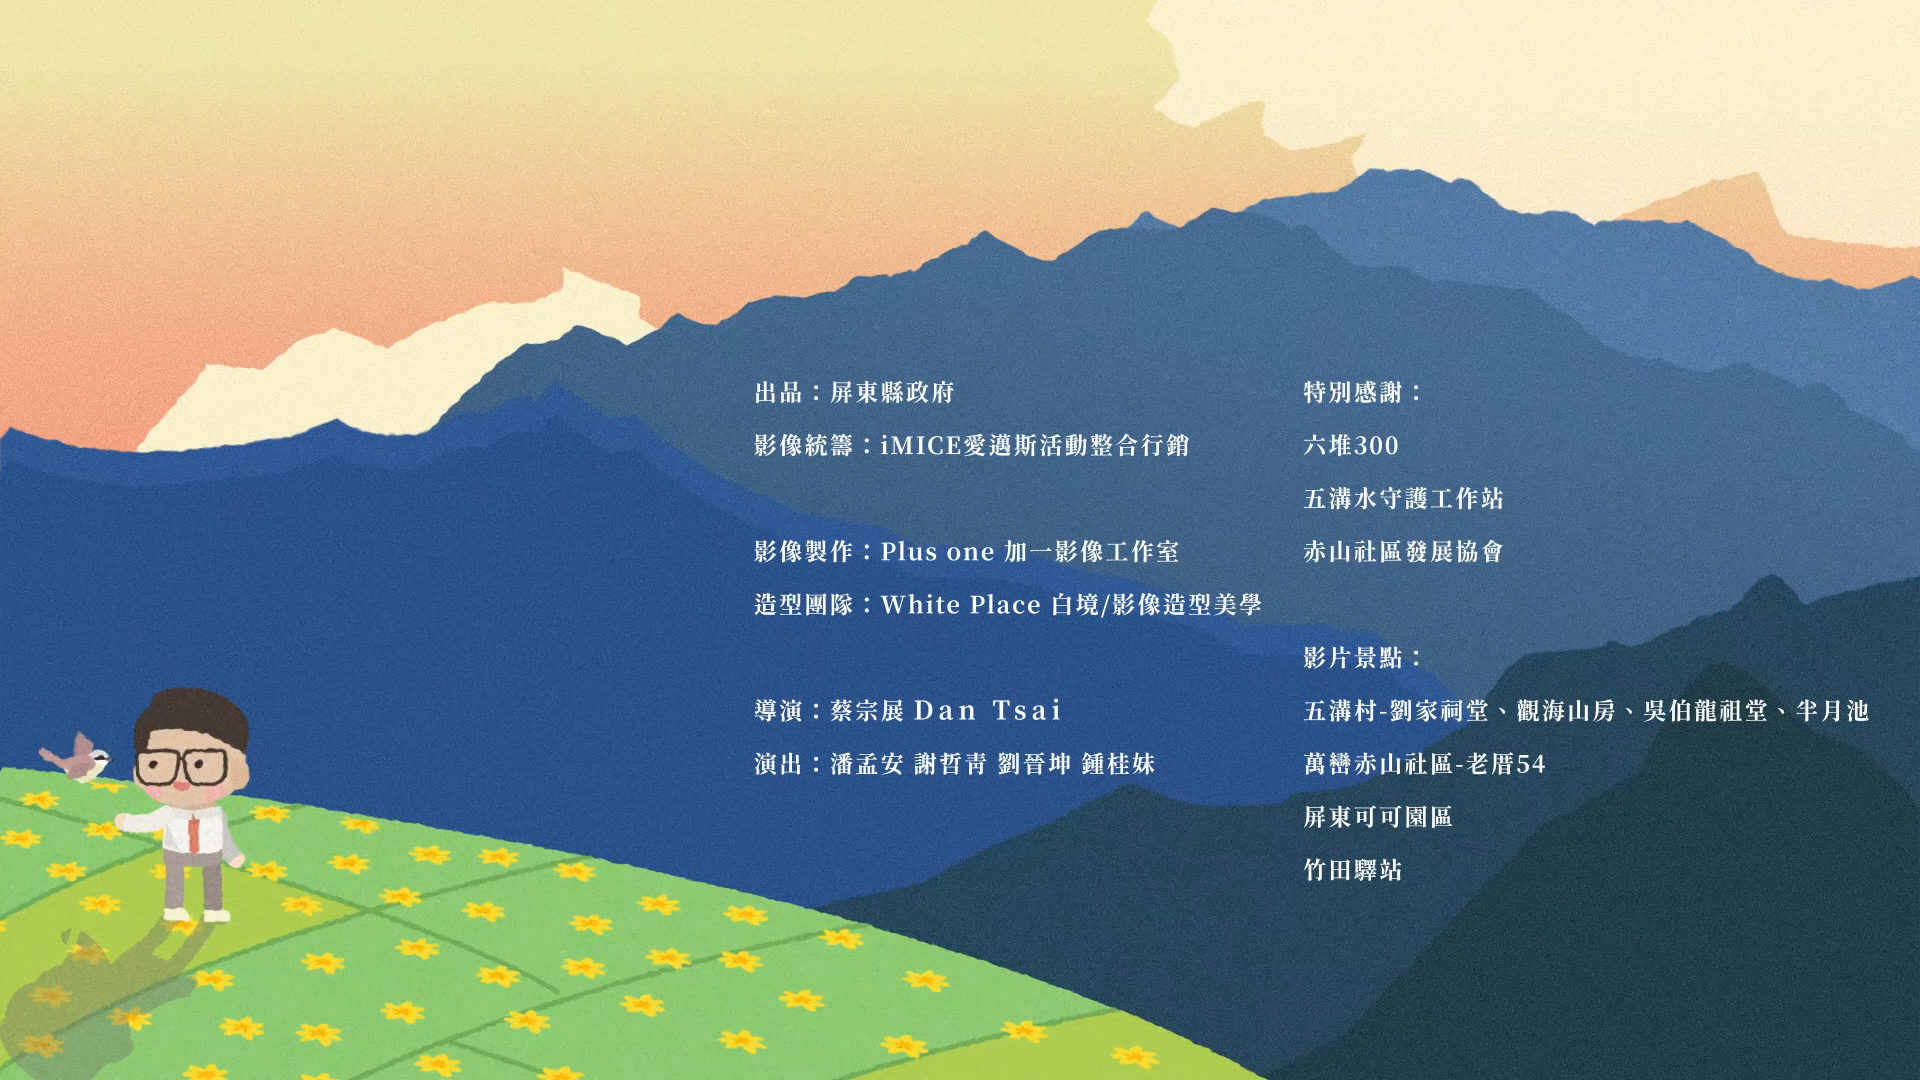 出品：屏東縣政府
影像統籌：iMICE愛邁斯活動整合行銷
影像製作：Plus one 加一影像工作室
造型團隊：White Place 白境/影像造型美學
導演：蔡宗展 Dan Tsai
演出：潘孟安 謝哲青 劉晉坤 鍾桂妹
特別感謝：
六堆300
五溝水守護工作站
赤山社區發展協會
影片景點：
五溝村-劉家祠堂、觀海山房、吳伯龍祖堂、半月池
萬巒赤山社區-老厝54
屏東可可園區
竹田驛站